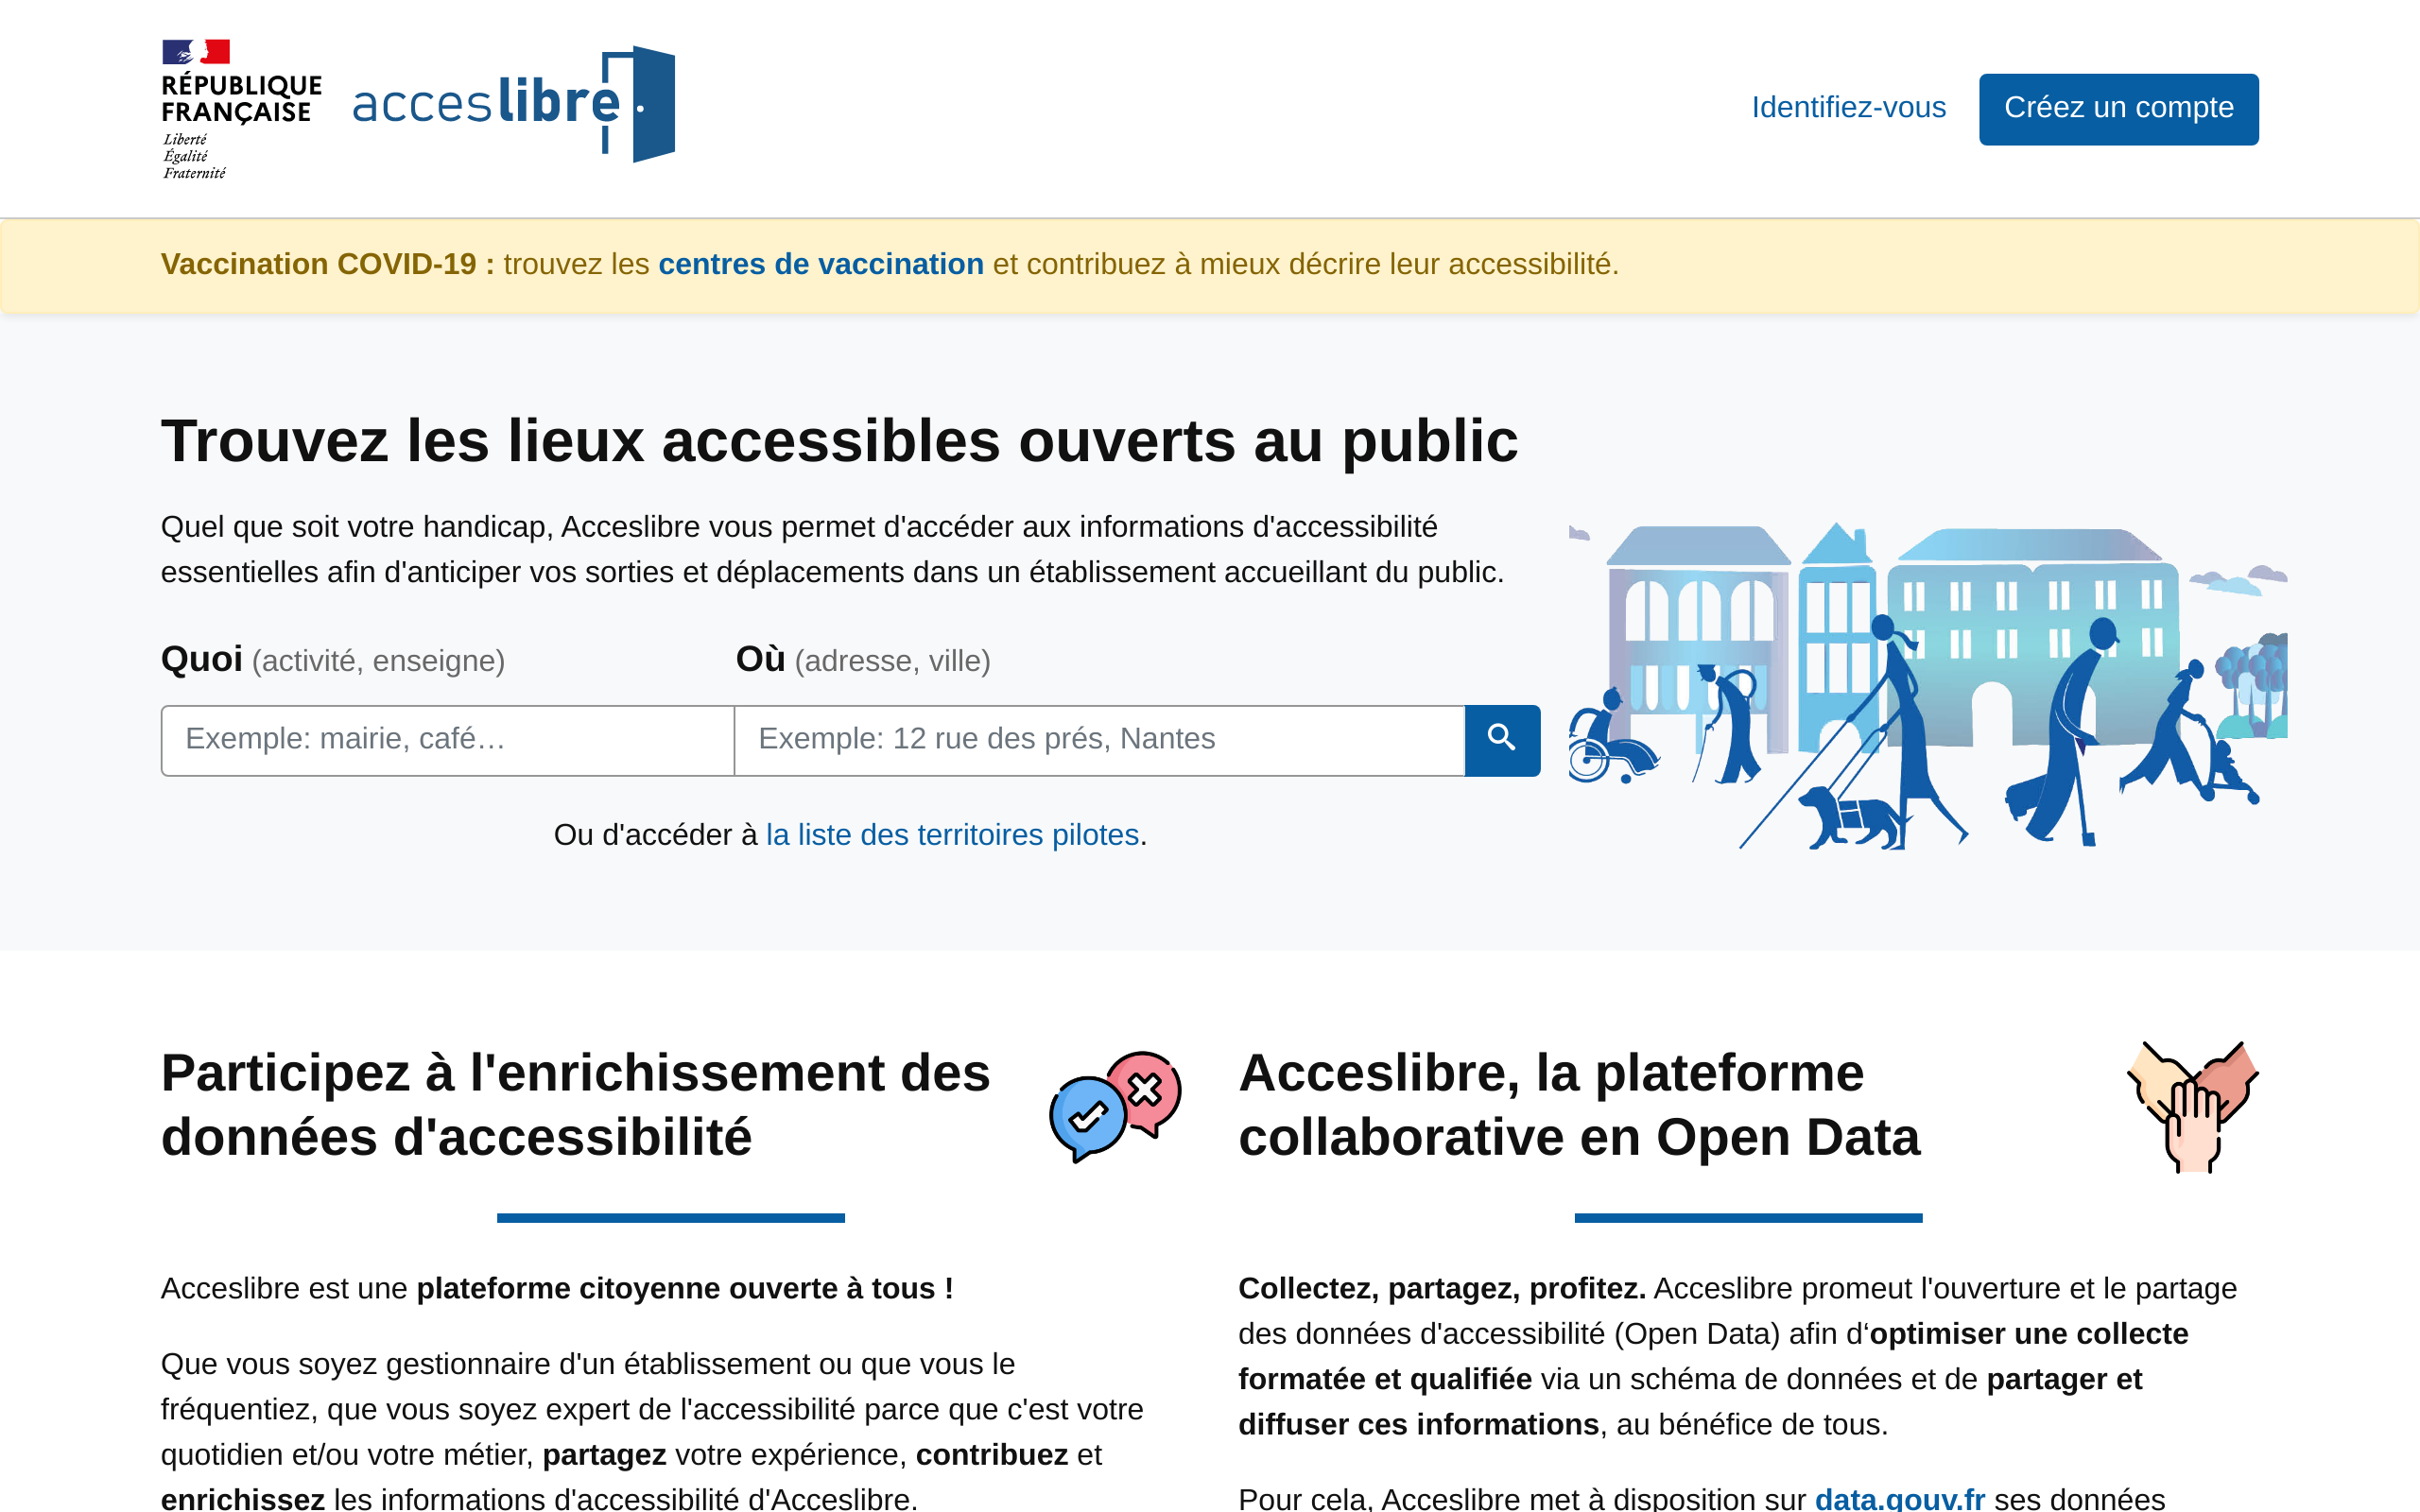 RÉPUBLIQUE
FRANÇAISE
Liberté
Égalité
Fraternité
acceslibre
Identifiez-vous
Créez un compte
Vaccination COVID-19 : trouvez les centres de vaccination et contribuez à mieux décrire leur accessibilité.
Trouvez les lieux accessibles ouverts au public
Quel que soit votre handicap, Acceslibre vous permet d'accéder aux informations d'accessibilité
essentielles afin d'anticiper vos sorties et déplacements dans un établissement accueillant du public.
Quoi (activité, enseigne)
Où (adresse, ville)
Exemple: mairie, café…
Exemple: 12 rue des prés, Nantes
Ou d'accéder à la liste des territoires pilotes.
Participez à l'enrichissement des
données d'accessibilité
Acceslibre est une plateforme citoyenne ouverte à tous !
Que vous soyez gestionnaire d'un établissement ou que vous le
fréquentiez, que vous soyez expert de l'accessibilité parce que c'est votre
quotidien et/ou votre métier, partagez votre expérience, contribuez et
enrichissez les informations d'accessibilité d'Acceslibre.
Acceslibre, la plateforme
collaborative en Open Data
Collectez, partagez, profitez. Acceslibre promeut l'ouverture et le partage
des données d'accessibilité (Open Data) afin d‘optimiser une collecte
formatée et qualifiée via un schéma de données et de partager et
diffuser ces informations, au bénéfice de tous.
Pour cela, Acceslibre met à disposition sur data.gouv.fr ses données